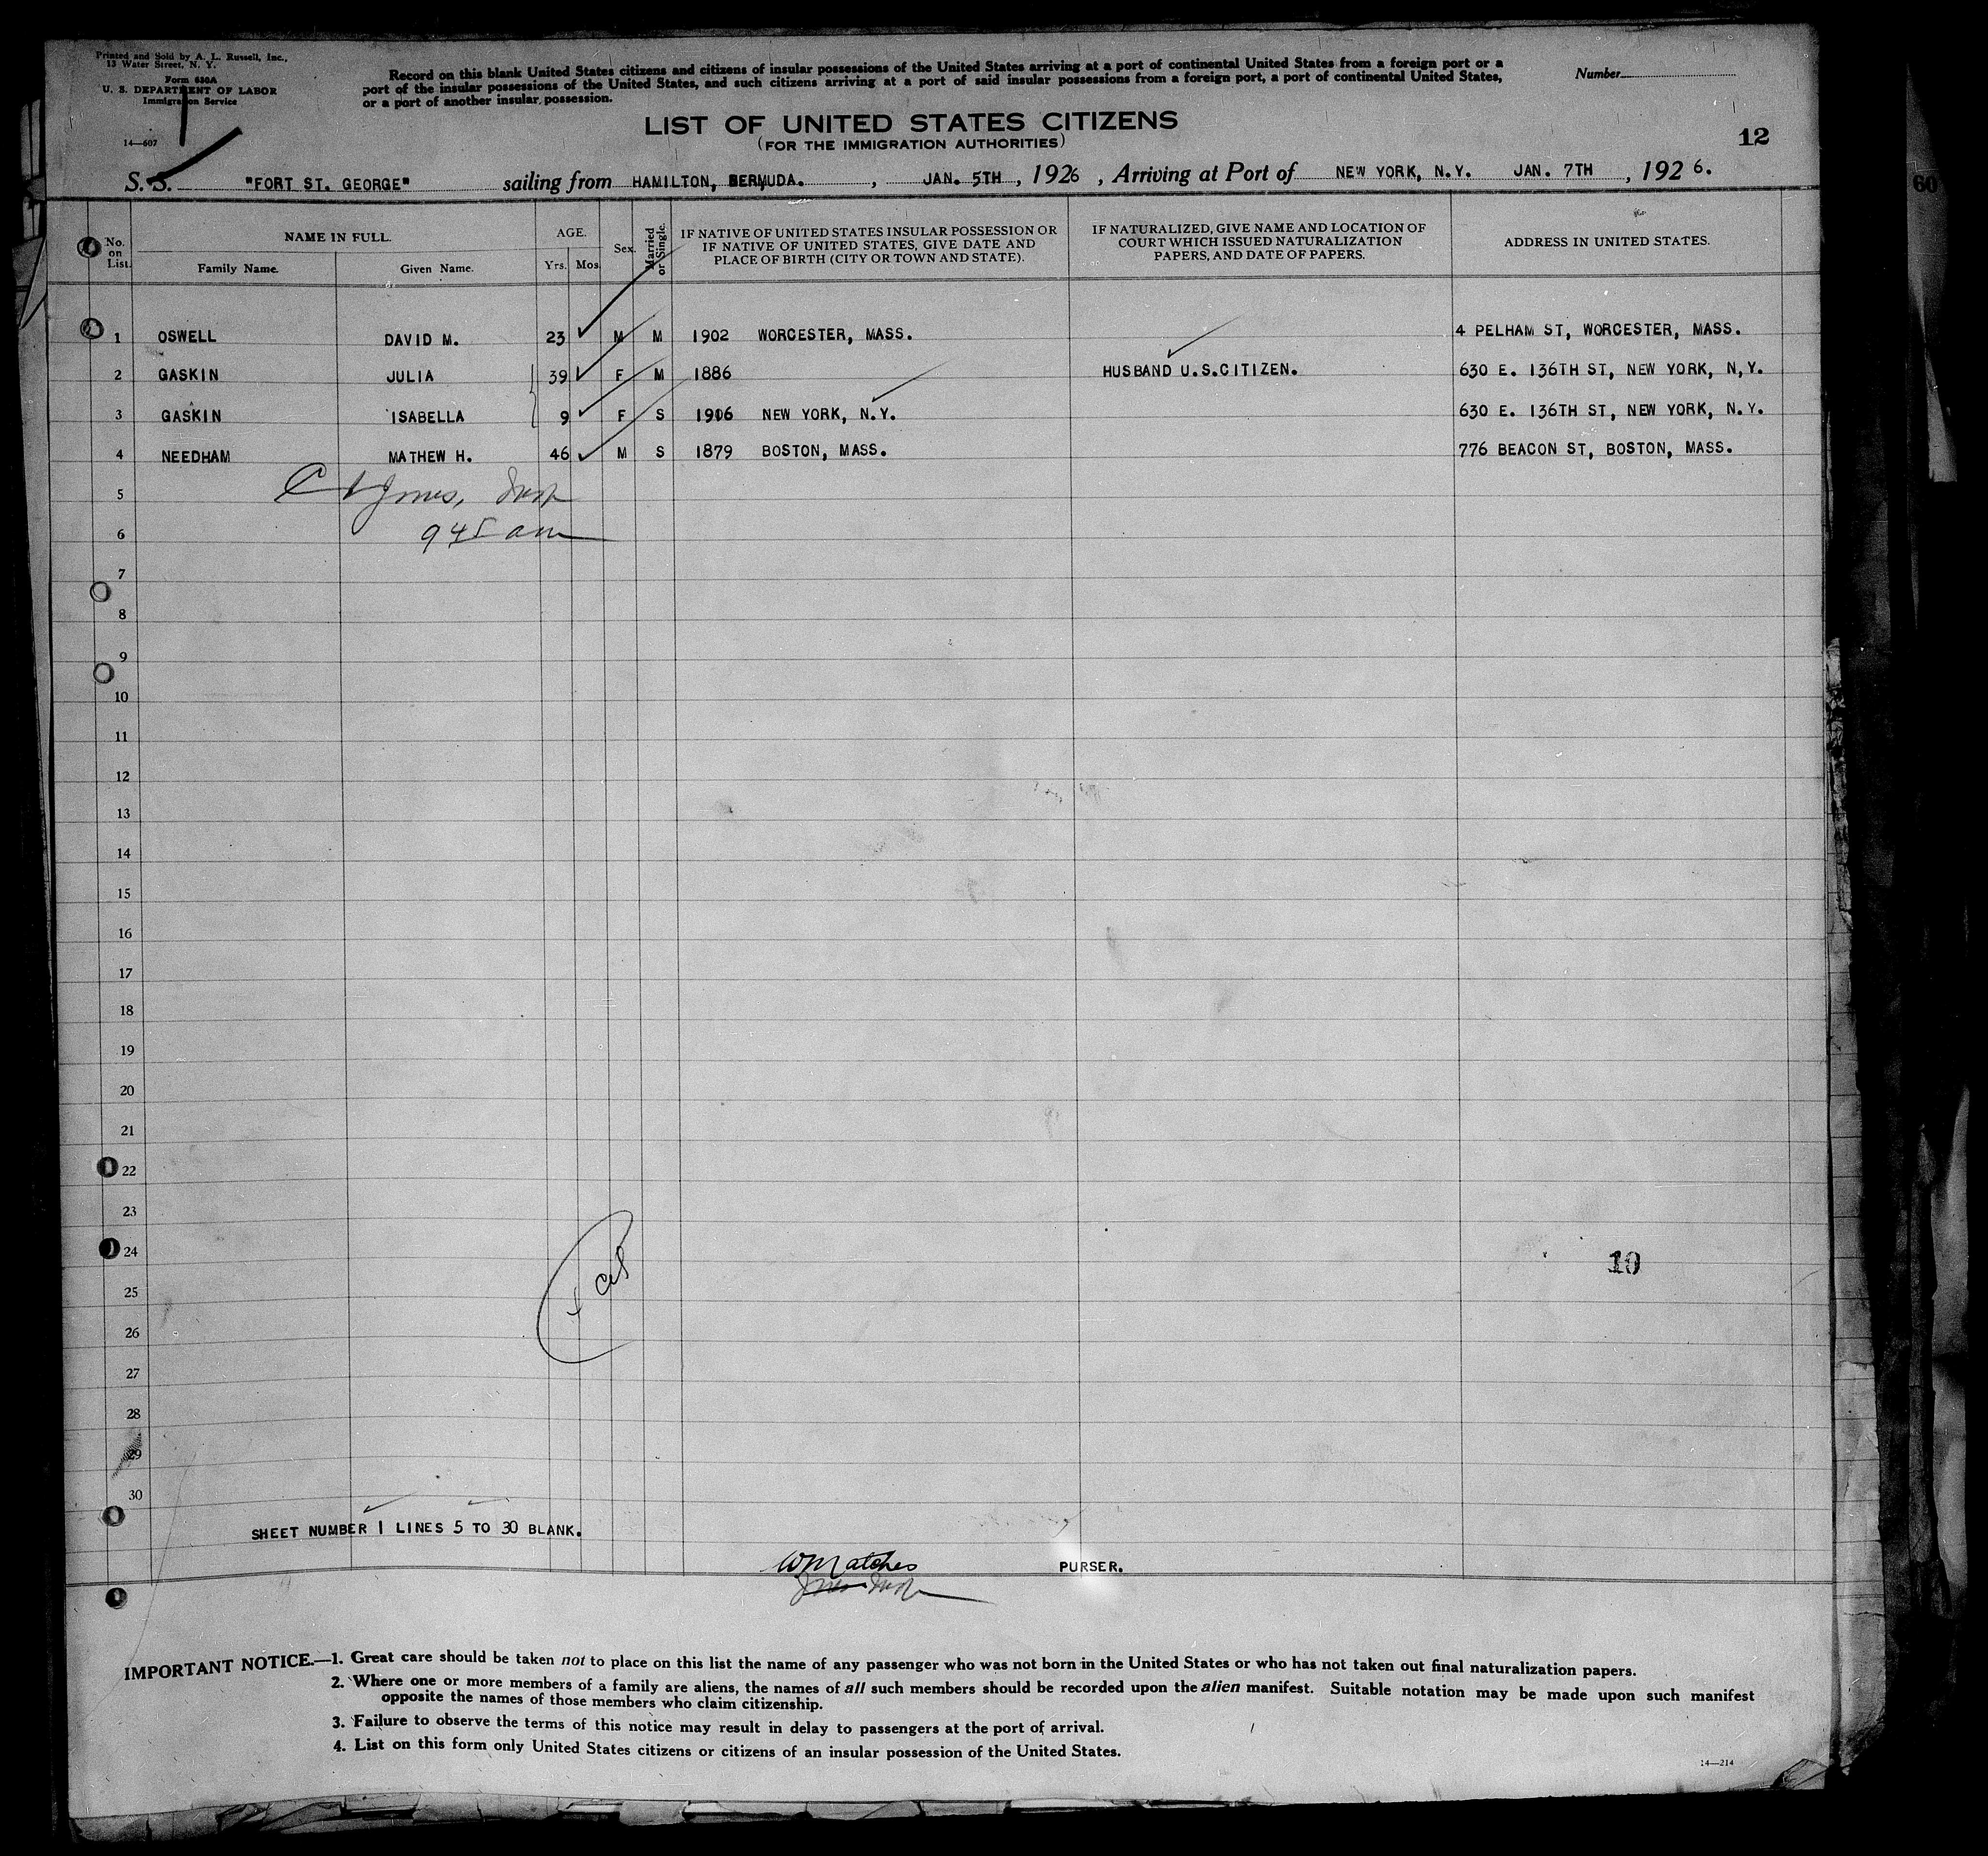 Printed and Sold by A. L. Russell, Inc.,
13 Water Street, N. Y.
Form 630A
U. S. DEPARTMENT OF LABOR
Immigration Service
14—607
Record on this blank United States citizens and citizens of insular possessions of the United States arriving at a port of continental United States from a foreign port or a
port of the insular possessions of the United States, and such citizens arriving at a port of said insular possessions from a foreign port, a port of continental United States,
or a port of another insular possession.
Number
LIST OF UNITED STATES CITIZENS
(FOR THE IMMIGRATION AUTHORITIES)
12
S. S. "FORT ST. GEORGE" sailing from HAMILTON, BERMUDA. , JAN. 5TH , 1926 , Arriving at Port of NEW YORK, N.Y. JAN. 7TH , 1926.
60
No. on List. NAME IN FULL. AGE. Sex. Married or Single. IF NATIVE OF UNITED STATES INSULAR POSSESSION OR IF NATIVE OF UNITED STATES, GIVE DATE AND PLACE OF BIRTH (CITY OR TOWN AND STATE). IF NATURALIZED, GIVE NAME AND LOCATION OF COURT WHICH ISSUED NATURALIZATION PAPERS, AND DATE OF PAPERS. ADDRESS IN UNITED STATES.
Family Name. Given Name. Yrs. Mos.
1 OSWELL DAVID M. 23 M M 1902 WORCESTER, MASS. 4 PELHAM ST, WORCESTER, MASS.
2 GASKIN JULIA 39 F M 1886 HUSBAND U.S.CITIZEN. 630 E. 136TH ST, NEW YORK, N,Y.
3 GASKIN ISABELLA 9 F S 1916 NEW YORK, N.Y. 630 E. 136TH ST, NEW YORK, N.Y.
4 NEEDHAM MATHEW H. 46 M S 1879 BOSTON, MASS. 776 BEACON ST, BOSTON, MASS.
5 Jones, Insp
6 945 am
7
8
9
10
11
12
13
14
15
16
17
18
19
20
21
22
23
24
10
25
26
27
28
29
30
SHEET NUMBER 1 LINES 5 TO 30 BLANK.
WMatches PURSER.
Jones Insp
IMPORTANT NOTICE.—1. Great care should be taken not to place on this list the name of any passenger who was not born in the United States or who has not taken out final naturalization papers.
2. Where one or more members of a family are aliens, the names of all such members should be recorded upon the alien manifest. Suitable notation may be made upon such manifest
opposite the names of those members who claim citizenship.
3. Failure to observe the terms of this notice may result in delay to passengers at the port of arrival.
4. List on this form only United States citizens or citizens of an insular possession of the United States.
14—214